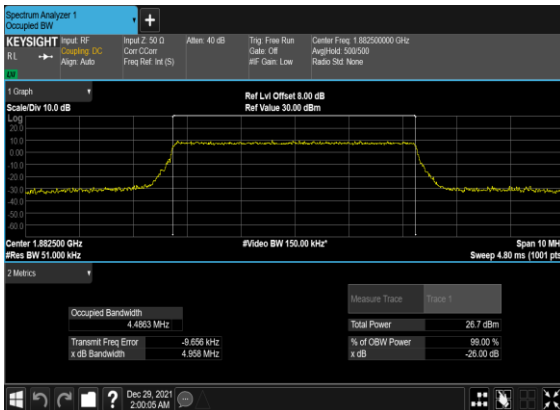 Spectrum Analyzer 1
Occupied BW
KEYSIGHT
RL
Input: RF
Coupling: DC
Align: Auto
Input Z: 50 Ω
Corr CCorr
Freq Ref: Int (S)
Atten: 40 dB
Trig: Free Run
Gate: Off
#IF Gain: Low
Center Freq: 1.882500000 GHz
Avg|Hold: 500/500
Radio Std: None
1 Graph
Scale/Div 10.0 dB
Ref Lvl Offset 8.00 dB
Ref Value 30.00 dBm
Log
20.0
10.0
0.00
-10.0
-20.0
-30.0
-40.0
-50.0
-60.0
Center 1.882500 GHz
#Res BW 51.000 kHz
#Video BW 150.00 kHz*
Span 10 MH
Sweep 4.80 ms (1001 pts
2 Metrics
Measure Trace
Trace 1
Occupied Bandwidth
4.4863 MHz
Total Power
26.7 dBm
Transmit Freq Error
-9.656 kHz
% of OBW Power
99.00 %
x dB Bandwidth
4.958 MHz
x dB
-26.00 dB
Dec 29, 2021
2:00:05 AM